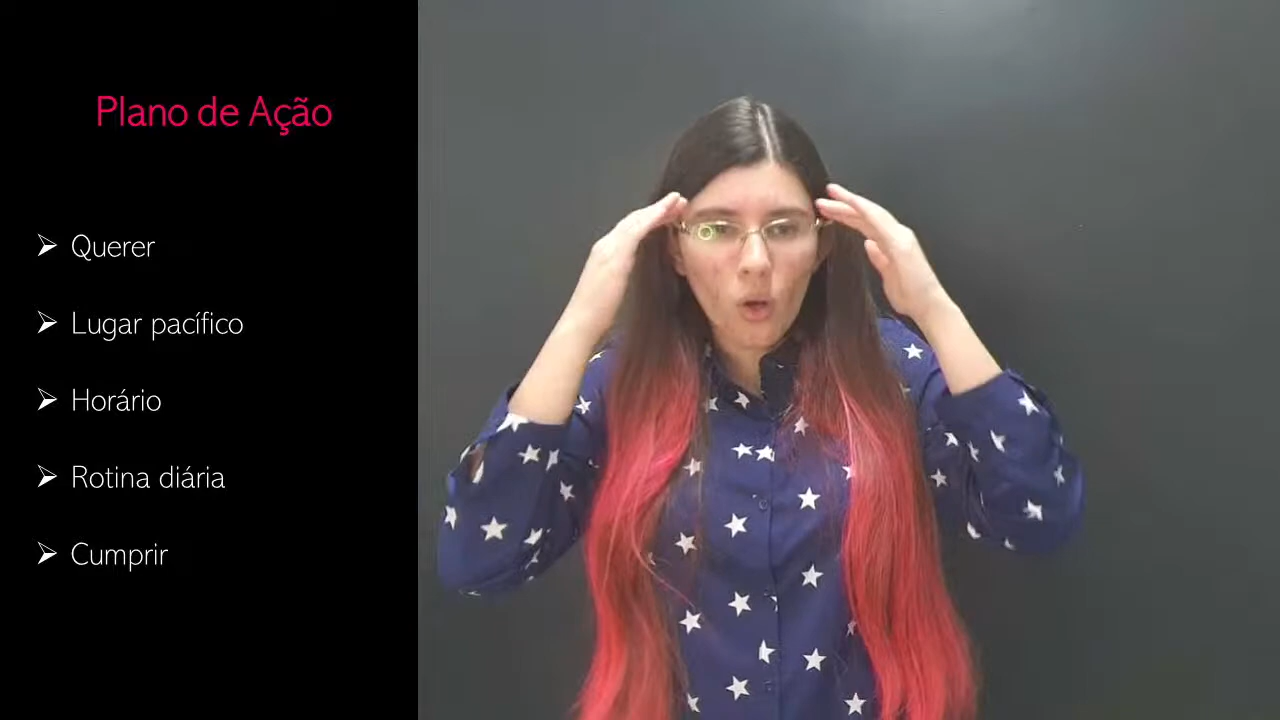 Plano de Ação
Querer
Lugar pacífico
Horário
Rotina diária
Cumprir